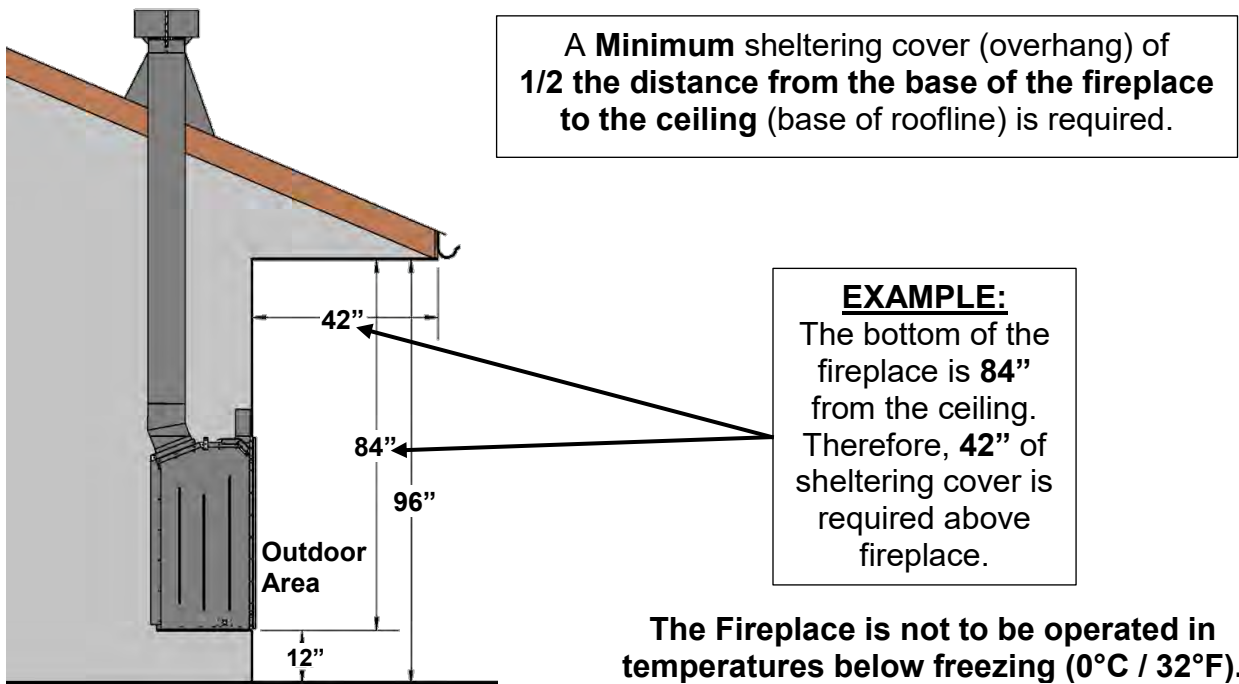 A Minimum sheltering cover (overhang) of
1/2 the distance from the base of the fireplace
to the ceiling (base of roofline) is required.
42”
84”
96”
Outdoor
Area
12”
EXAMPLE:
The bottom of the
fireplace is 84”
from the ceiling.
Therefore, 42” of
sheltering cover is
required above
fireplace.
The Fireplace is not to be operated in
temperatures below freezing (0°C / 32°F).